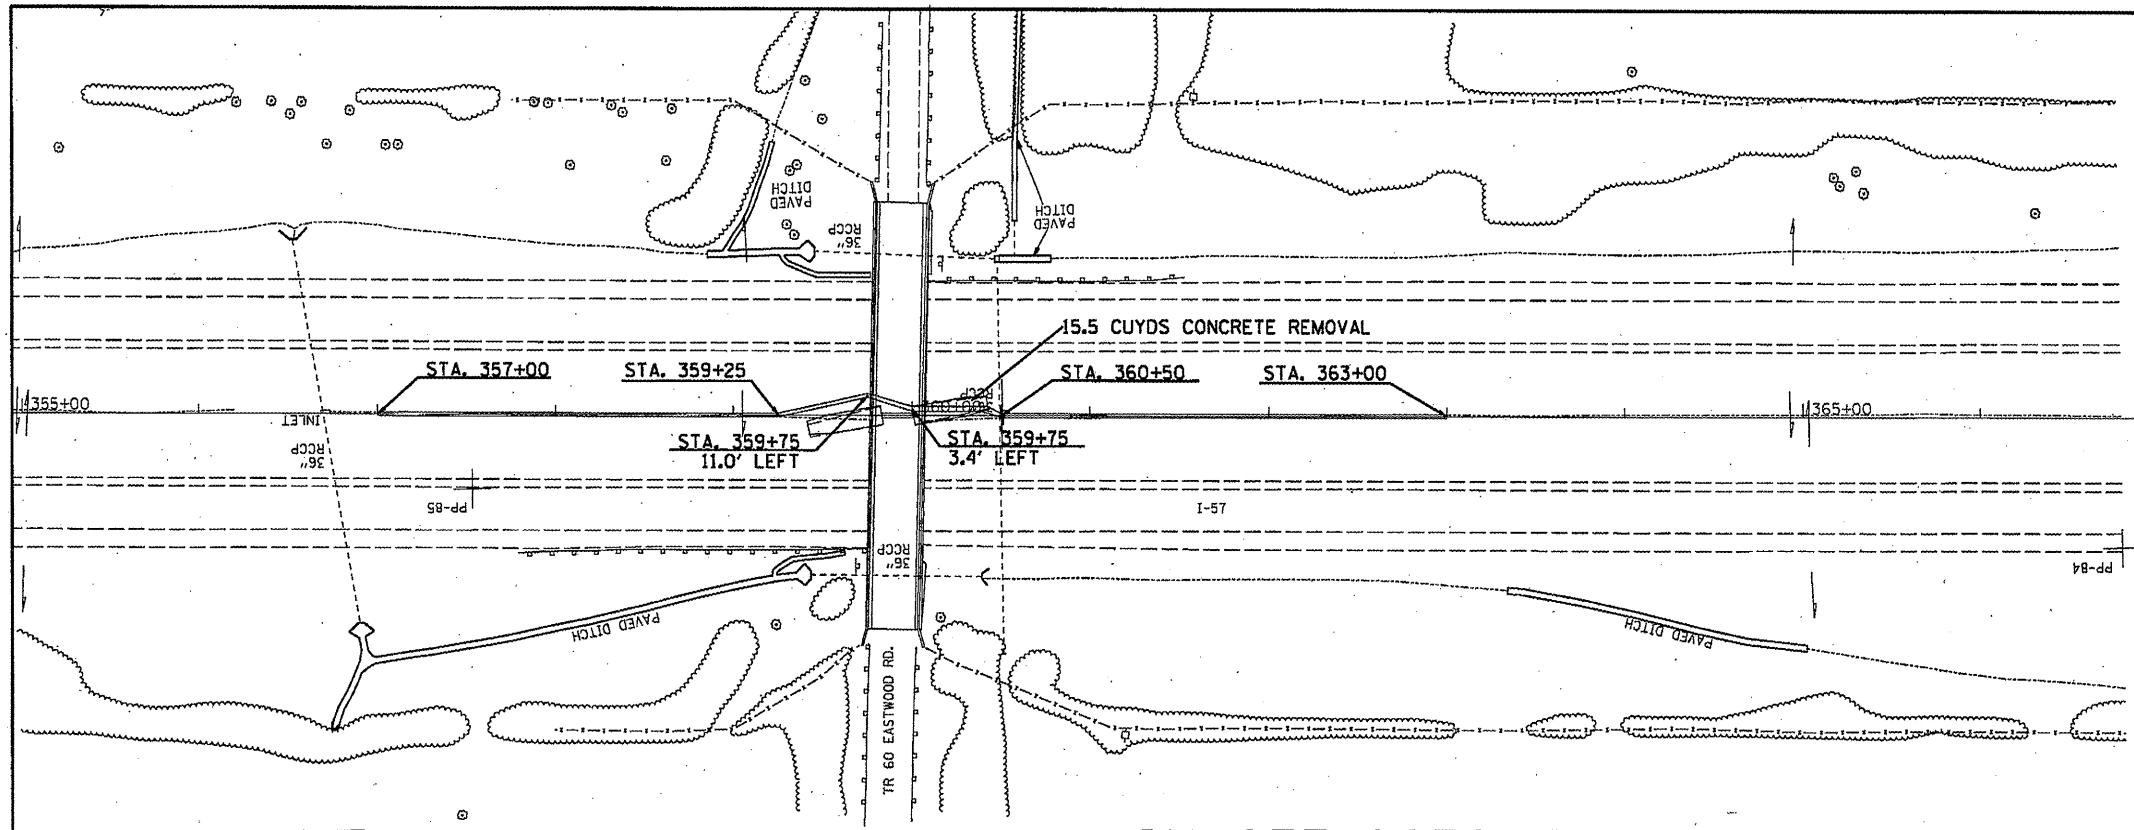 PAVED
DITCH
36"
RCCP
PAVED
DITCH
15.5 CUYDS CONCRETE REMOVAL
STA. 357+00
STA. 359+25
STA. 360+50
STA. 363+00
RCCP
355+00
365+00
INLET
36"
RCCP
STA. 359+75
11.0' LEFT
STA. 359+75
3.4' LEFT
PP-85
I-57
36"
RCCP
PP-84
PAVED DITCH
PAVED DITCH
TR 60 EASTWOOD RD.